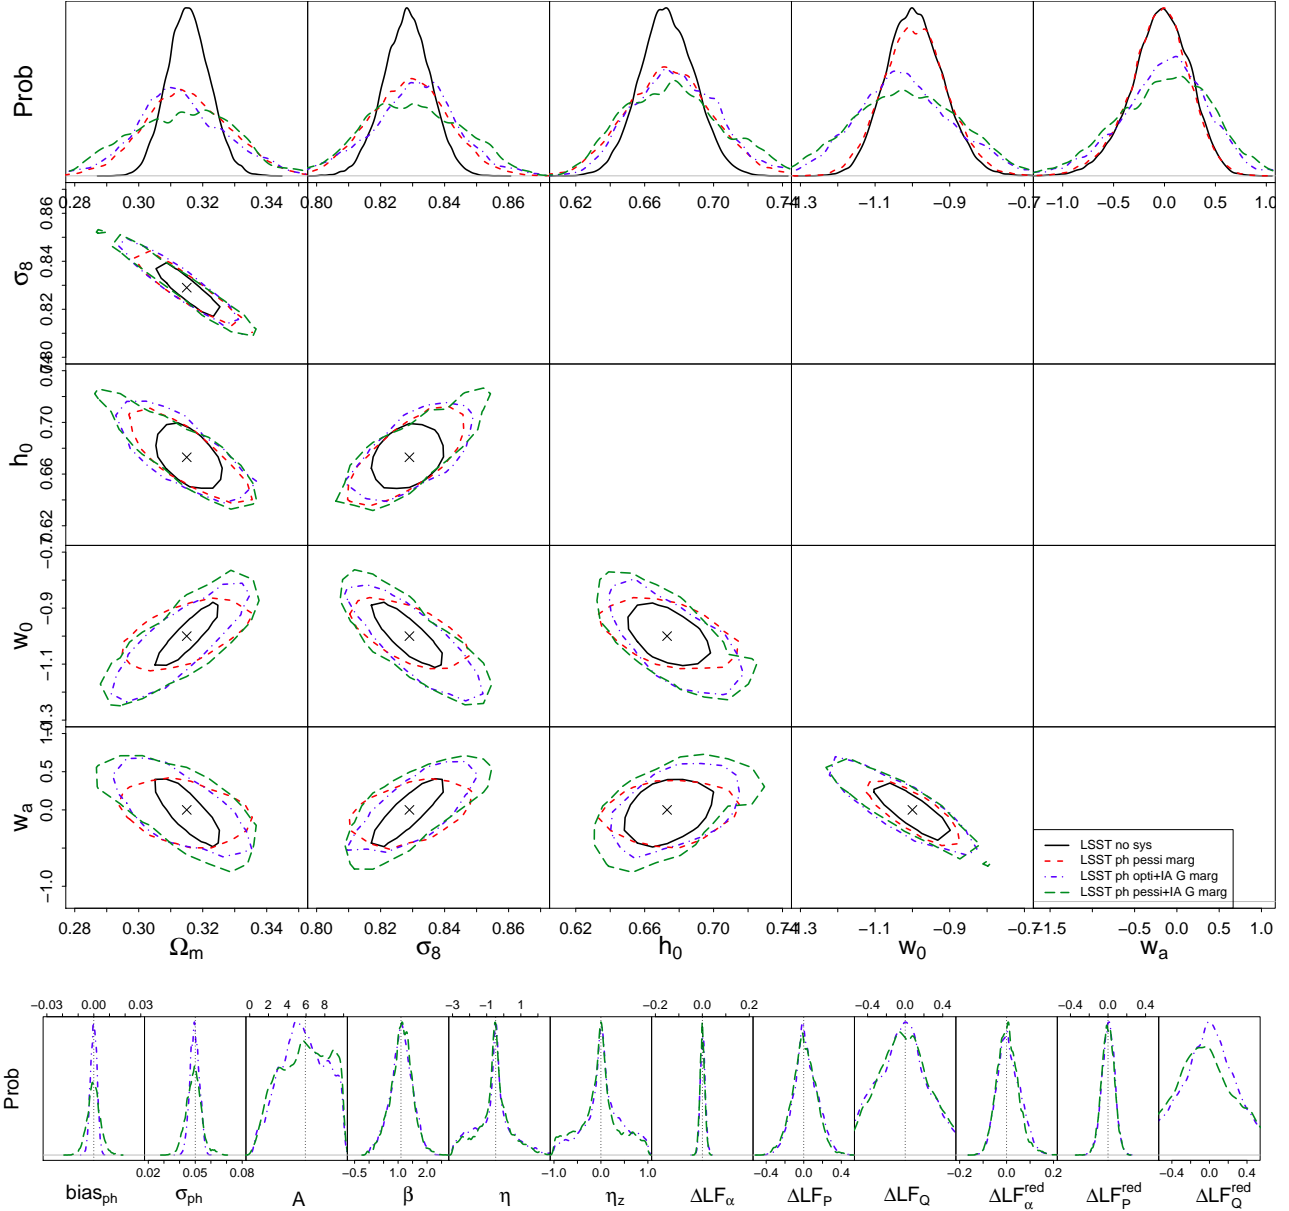 Prob
0.28 0.30 0.32 0.34
0.80 0.82 0.84 0.86
0.62 0.66 0.70 0.74
−1.3 −1.1 −0.9 −0.7
−1.0 0.0 0.5 1.0
σ8
0.80 0.82 0.84 0.86
h0
0.62 0.66 0.70 0.74
w0
−1.3 −1.1 −0.9 −0.7
wa
−1.0 0.0 0.5 1.0
LSST no sys
LSST ph pessi marg
LSST ph opti+IA G marg
LSST ph pessi+IA G marg
0.28 0.30 0.32 0.34
0.80 0.82 0.84 0.86
0.62 0.66 0.70 0.74
−1.3 −1.1 −0.9 −0.7
−1.5 −0.5 0.0 0.5 1.0
Ωm σ8 h0 w0 wa
−0.03 0.00 0.03
0 2 4 6 8
−3 −1 1
−0.2 0.0 0.2
−0.4 0.0 0.4
−0.4 0.0 0.4
Prob
0.02 0.05 0.08
−0.5 1.0 2.0
−1.0 0.0 1.0
−0.4 0.0 0.4
−0.2 0.0 0.2
−0.4 0.0 0.4
biasph σph A β η ηz ΔLFα ΔLFP ΔLFQ ΔLFαred ΔLFPred ΔLFQred